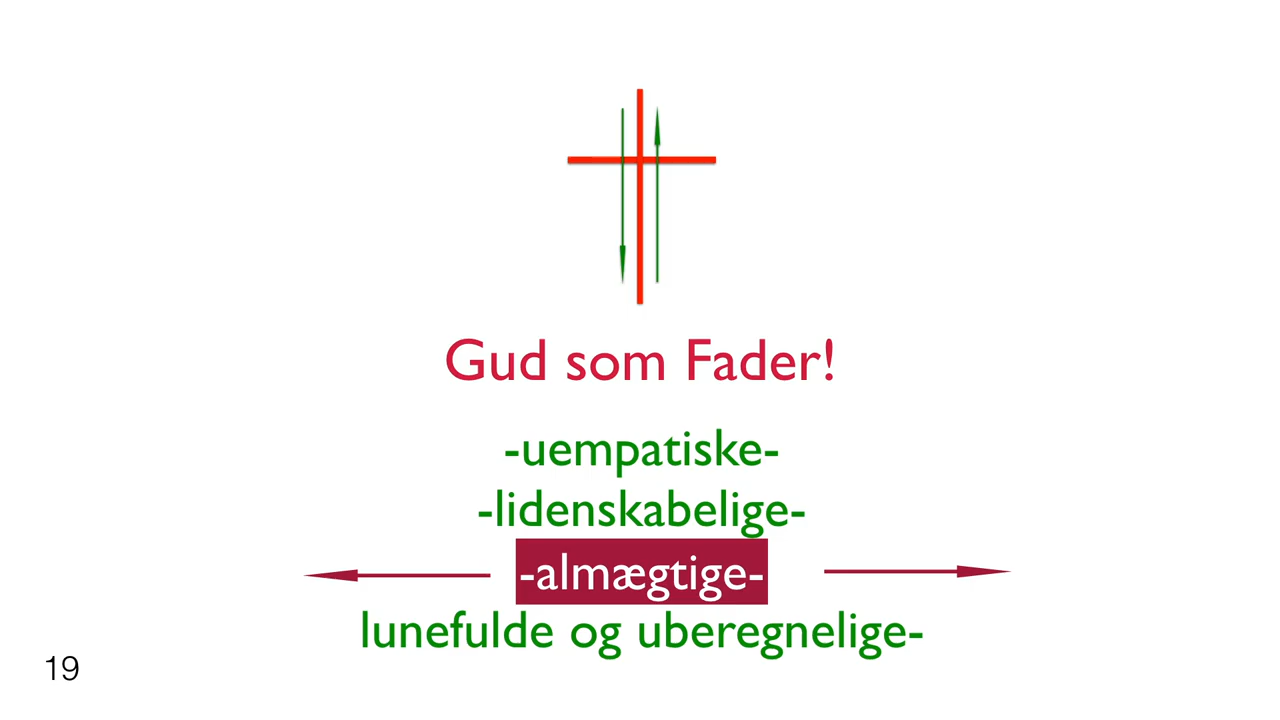 Gud som Fader!
-uempatiske-
-lidenskabelige-
-almægtige-
lunefulde og uberegnelige-
19